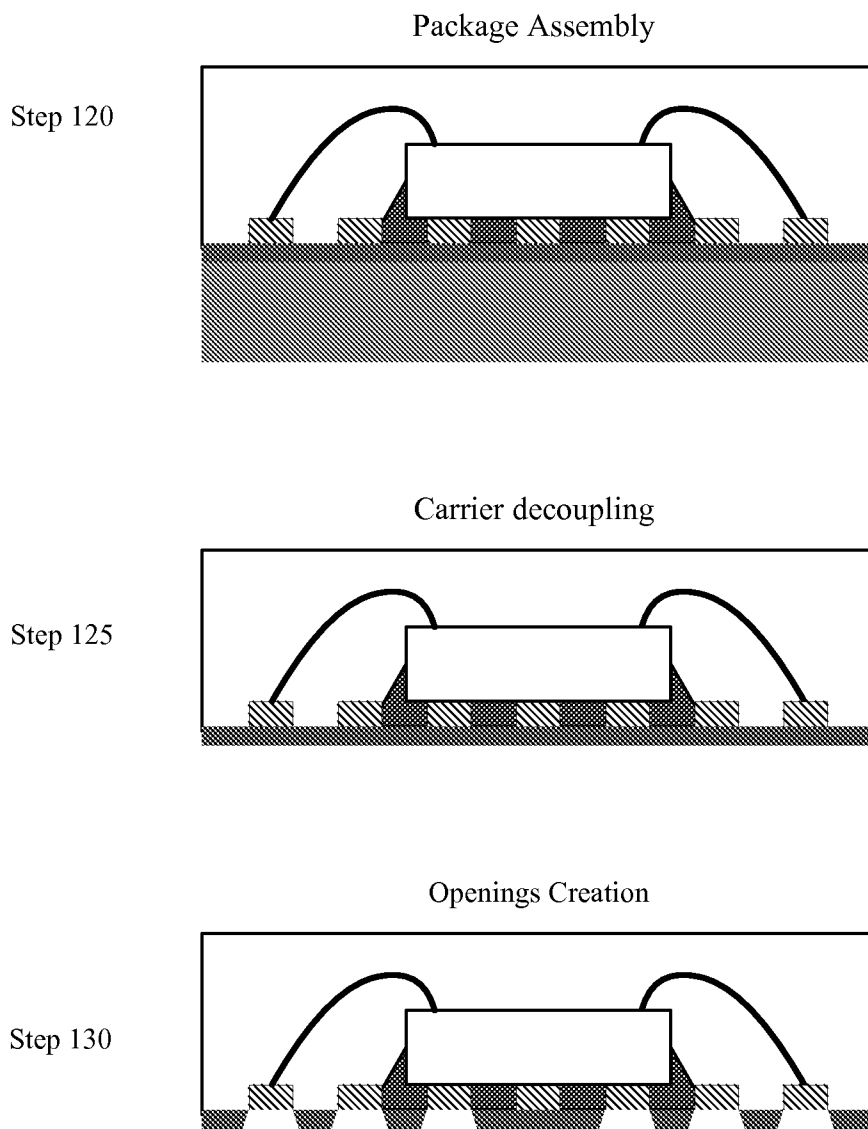 Package Assembly
Step 120
Carrier decoupling
Step 125
Openings Creation
Step 130